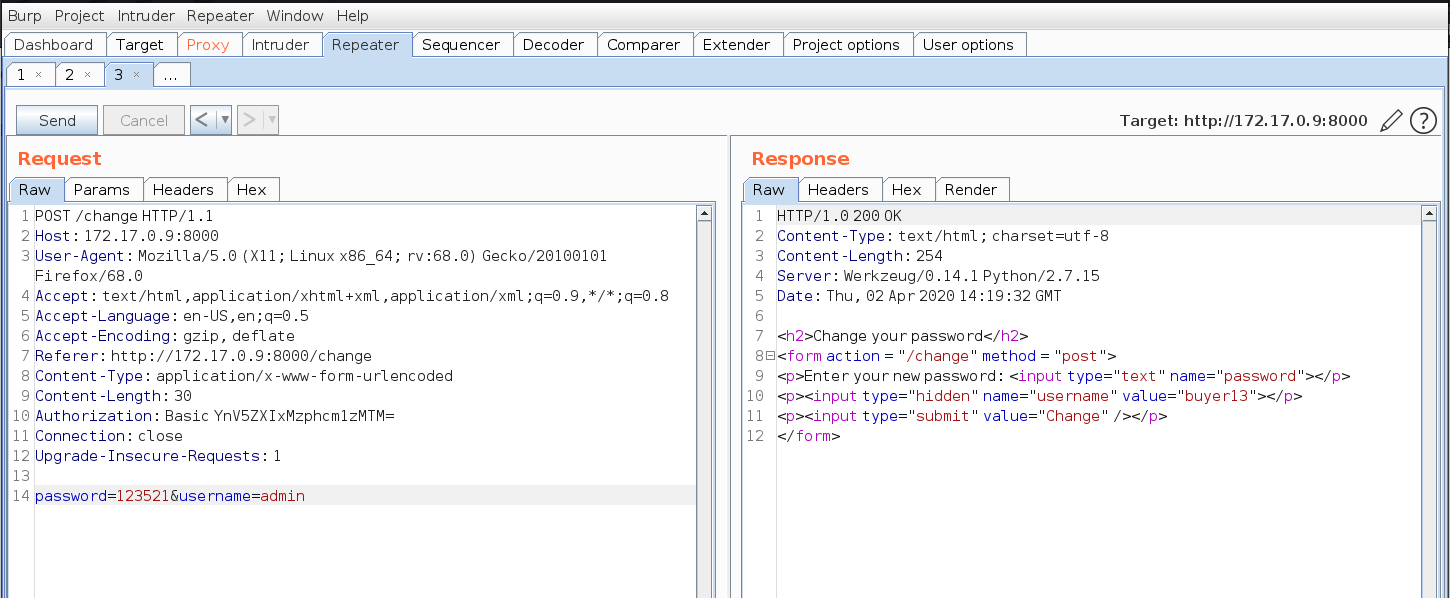 Burp Project Intruder Repeater Window Help
Dashboard Target Proxy Intruder Repeater Sequencer Decoder Comparer Extender Project options User options
1 × 2 × 3 × ...
Send Cancel < ▼ > ▼ Target: http://172.17.0.9:8000 ?
Request
Raw Params Headers Hex
1 POST /change HTTP/1.1
2 Host: 172.17.0.9:8000
3 User-Agent: Mozilla/5.0 (X11; Linux x86_64; rv:68.0) Gecko/20100101
Firefox/68.0
4 Accept: text/html,application/xhtml+xml,application/xml;q=0.9,*/*;q=0.8
5 Accept-Language: en-US,en;q=0.5
6 Accept-Encoding: gzip, deflate
7 Referer: http://172.17.0.9:8000/change
8 Content-Type: application/x-www-form-urlencoded
9 Content-Length: 30
10 Authorization: Basic YnV5ZXIxMzphcm1zMTM=
11 Connection: close
12 Upgrade-Insecure-Requests: 1
13
14 password=123521&username=admin
Response
Raw Headers Hex Render
1 HTTP/1.0 200 OK
2 Content-Type: text/html; charset=utf-8
3 Content-Length: 254
4 Server: Werkzeug/0.14.1 Python/2.7.15
5 Date: Thu, 02 Apr 2020 14:19:32 GMT
6
7 <h2>Change your password</h2>
8 <form action = "/change" method = "post">
9 <p>Enter your new password: <input type="text" name="password"></p>
10 <p><input type="hidden" name="username" value="buyer13"></p>
11 <p><input type="submit" value="Change" /></p>
12 </form>